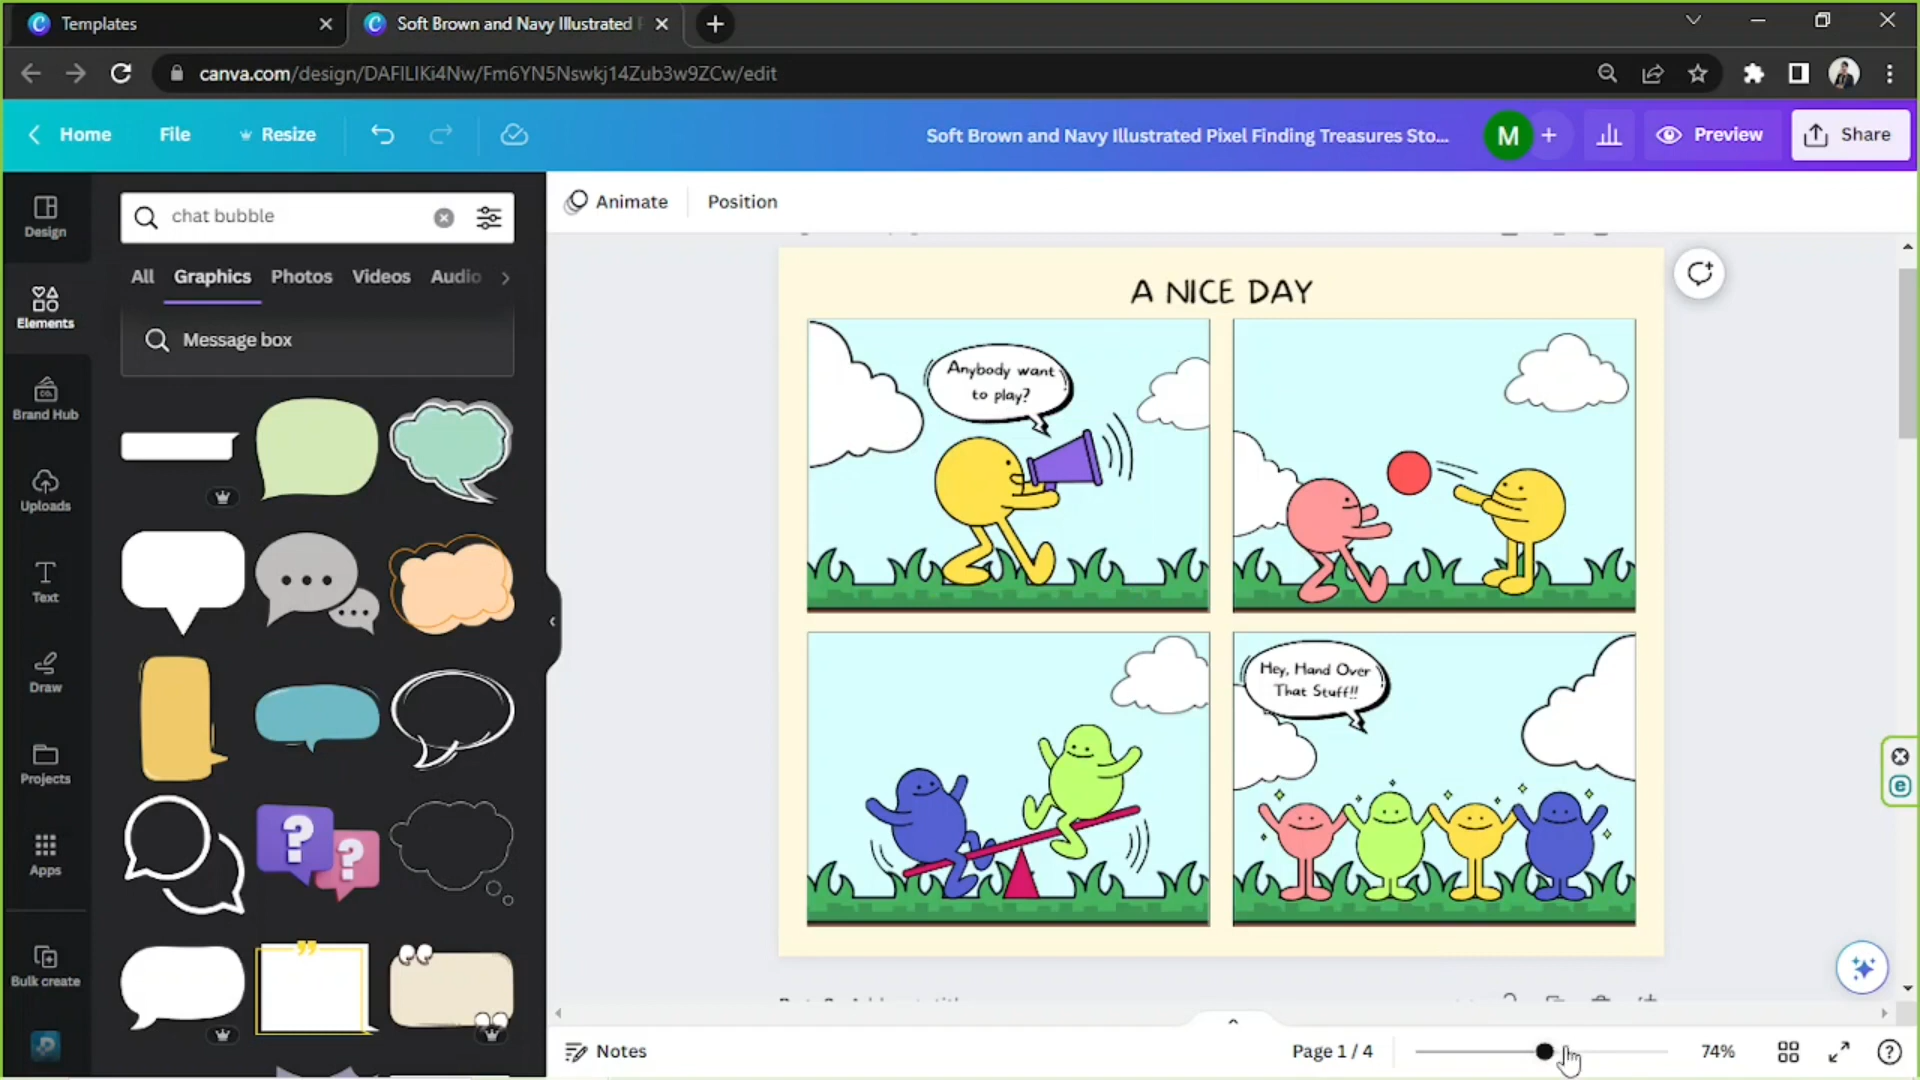 Templates
Soft Brown and Navy Illustrated
canva.com/design/DAFlLIKi4Nw/Fm6YN5Nswkj14Zub3w9ZCw/edit
Home
File
Resize
Soft Brown and Navy Illustrated Pixel Finding Treasures Sto...
M
Preview
Share
Design
Elements
Brand Hub
Uploads
Text
Draw
Projects
Apps
Bulk create
chat bubble
All
Graphics
Photos
Videos
Audio
Message box
? ?
Animate
Position
A NICE DAY
Anybody want
to play?
Hey, Hand Over
That Stuff!!
Notes
Page 1 / 4
74%